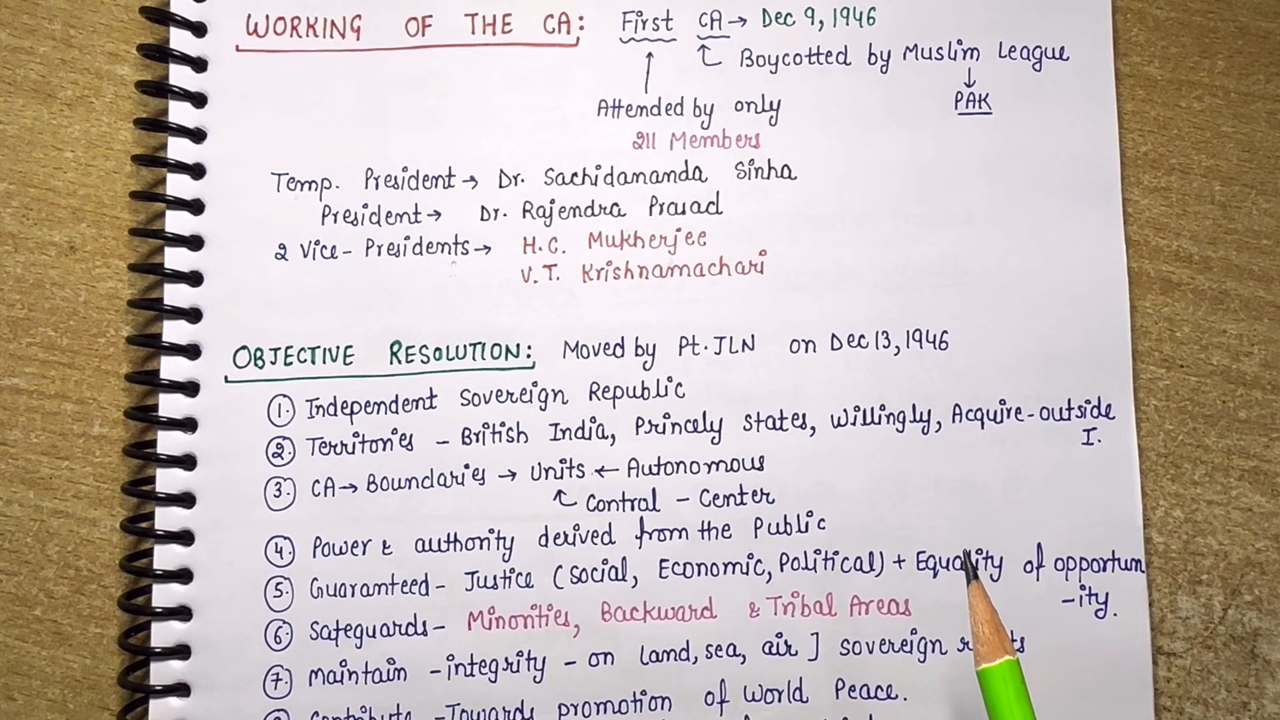 WORKING OF THE CA: First CA → Dec 9, 1946
Boycotted by Muslim League
PAK
Attended by only
211 Members
Temp. President → Dr. Sachidananda Sinha
President → Dr. Rajendra Prasad
2 Vice-Presidents → H.C. Mukherjee
V.T. Krishnamachari
OBJECTIVE RESOLUTION: Moved by Pt. JLN on Dec 13, 1946
1. Independent Sovereign Republic
2. Territories - British India, Princely states, willingly, Acquire-outside
I.
3. CA → Boundaries → Units ← Autonomous
Control - Center
4. Power & authority derived from the Public
5. Guaranteed - Justice (Social, Economic, Political) + Equality of opportun
-ity.
6. Safeguards - Minorities, Backward & Tribal Areas
7. Maintain - integrity - on land, sea, air ] sovereign rights
Contribute - Towards promotion of World Peace.